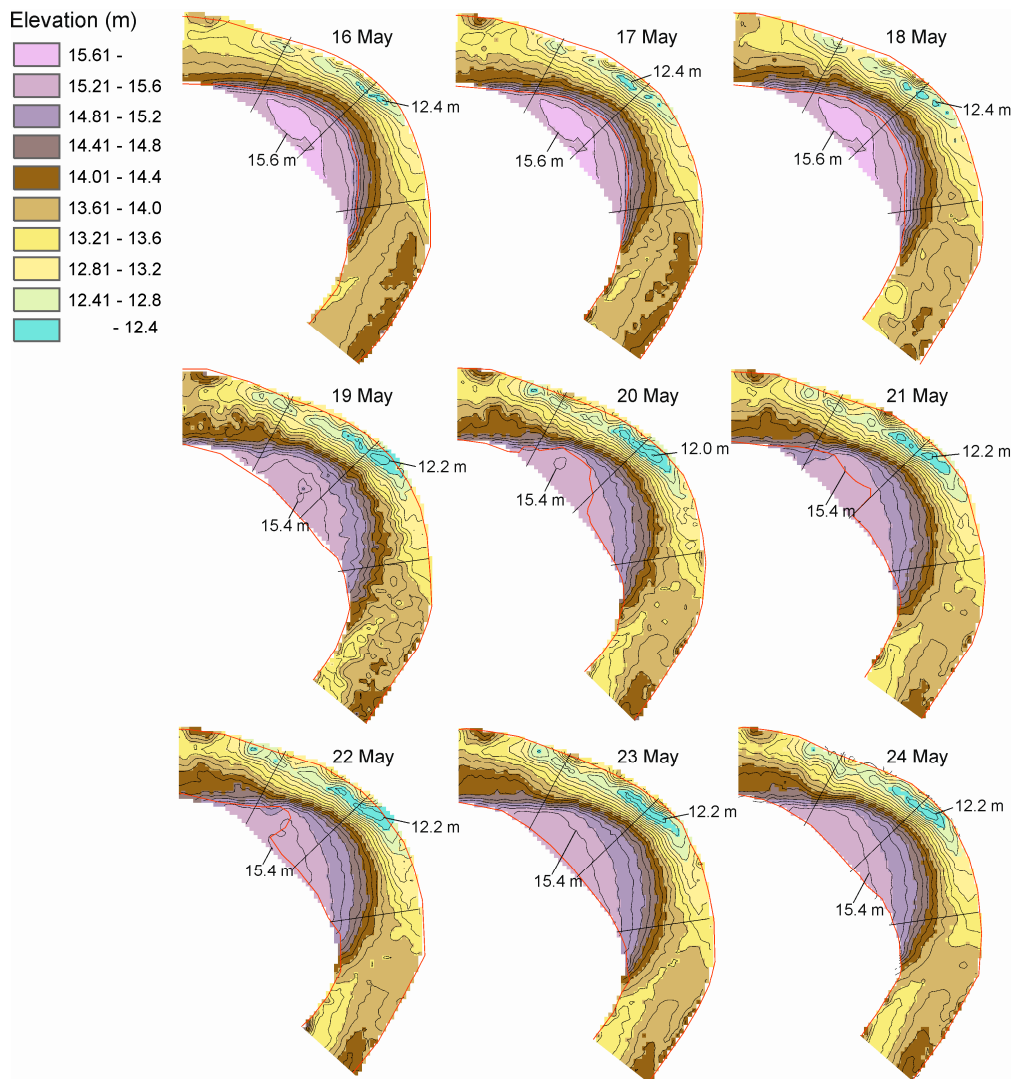 Elevation (m)
15.61 -
15.21 - 15.6
14.81 - 15.2
14.41 - 14.8
14.01 - 14.4
13.61 - 14.0
13.21 - 13.6
12.81 - 13.2
12.41 - 12.8
- 12.4
16 May
12.4 m
15.6 m
17 May
12.4 m
15.6 m
18 May
12.4 m
15.6 m
19 May
12.2 m
15.4 m
20 May
12.0 m
15.4 m
21 May
12.2 m
15.4 m
22 May
12.2 m
15.4 m
23 May
12.2 m
15.4 m
24 May
12.2 m
15.4 m